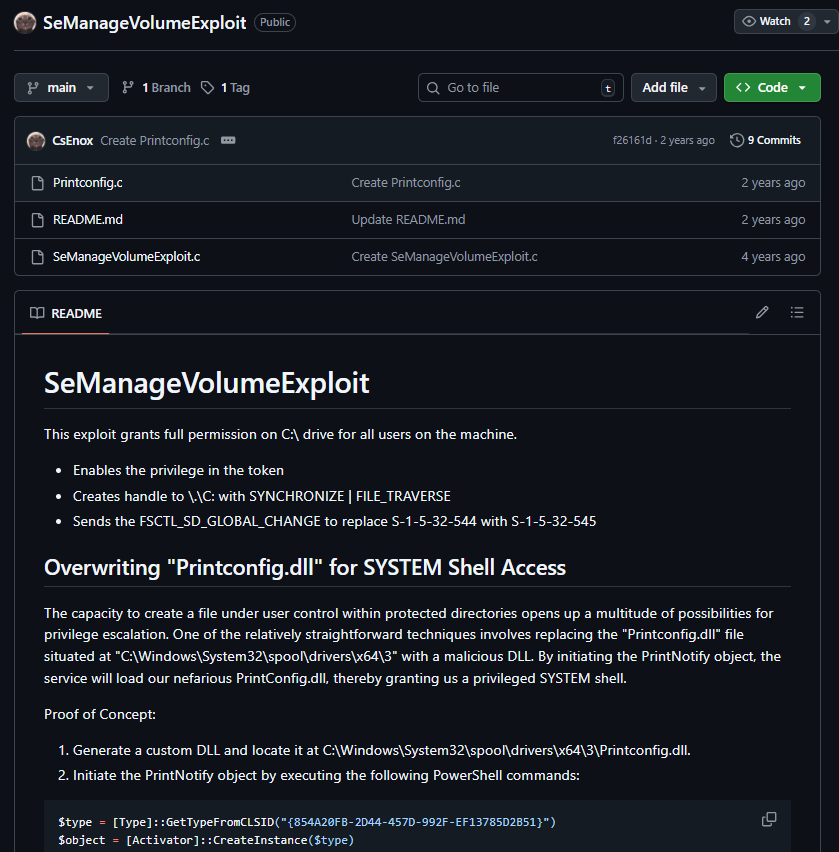 SeManageVolumeExploit Public
Watch 2
main 1 Branch 1 Tag
Go to file t
Add file
Code
CsEnox Create Printconfig.c f26161d · 2 years ago 9 Commits
Printconfig.c Create Printconfig.c 2 years ago
README.md Update README.md 2 years ago
SeManageVolumeExploit.c Create SeManageVolumeExploit.c 4 years ago
README
SeManageVolumeExploit
This exploit grants full permission on C:\ drive for all users on the machine.
• Enables the privilege in the token
• Creates handle to \.\C: with SYNCHRONIZE | FILE_TRAVERSE
• Sends the FSCTL_SD_GLOBAL_CHANGE to replace S-1-5-32-544 with S-1-5-32-545
Overwriting "Printconfig.dll" for SYSTEM Shell Access
The capacity to create a file under user control within protected directories opens up a multitude of possibilities for
privilege escalation. One of the relatively straightforward techniques involves replacing the "Printconfig.dll" file
situated at "C:\Windows\System32\spool\drivers\x64\3" with a malicious DLL. By initiating the PrintNotify object, the
service will load our nefarious PrintConfig.dll, thereby granting us a privileged SYSTEM shell.
Proof of Concept:
1. Generate a custom DLL and locate it at C:\Windows\System32\spool\drivers\x64\3\Printconfig.dll.
2. Initiate the PrintNotify object by executing the following PowerShell commands:
$type = [Type]::GetTypeFromCLSID("{854A20FB-2D44-457D-992F-EF13785D2B51}")
$object = [Activator]::CreateInstance($type)